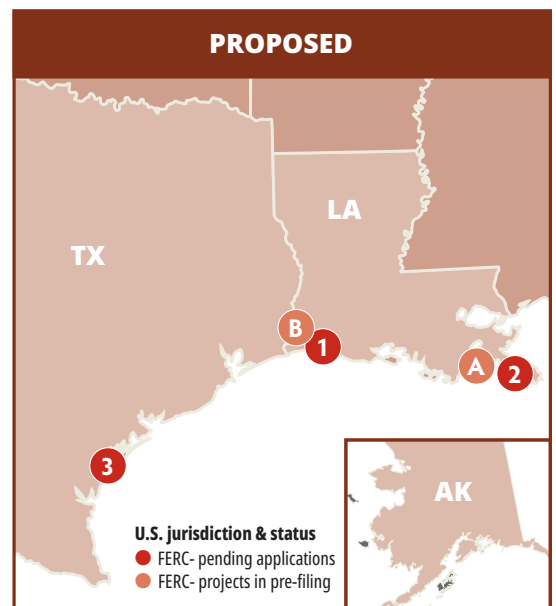 PROPOSED
LA
TX
B
1
A
2
3
AK
U.S. jurisdiction & status
FERC- pending applications
FERC- projects in pre-filing